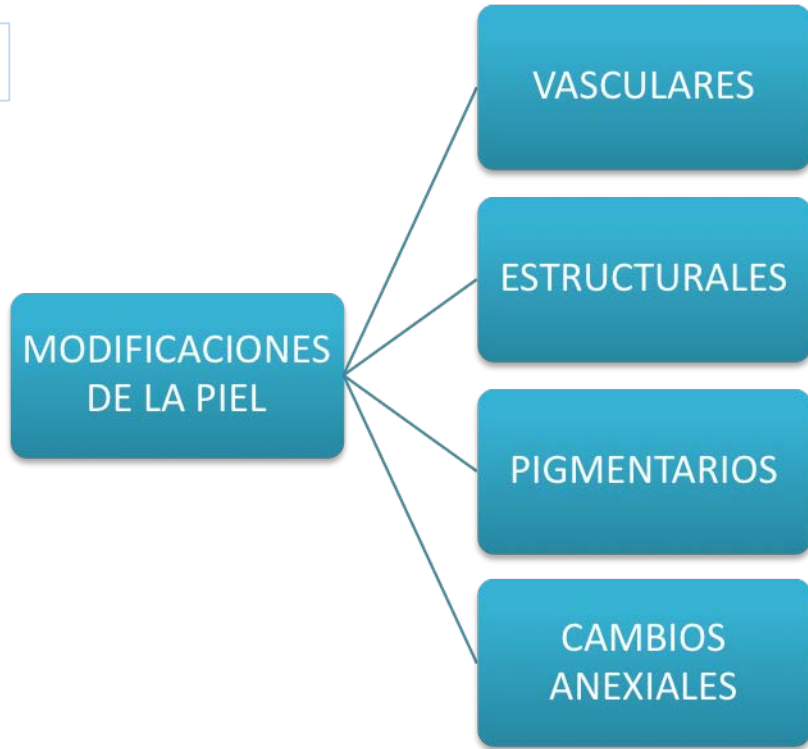 MODIFICACIONES
DE LA PIEL
VASCULARES
ESTRUCTURALES
PIGMENTARIOS
CAMBIOS
ANEXIALES